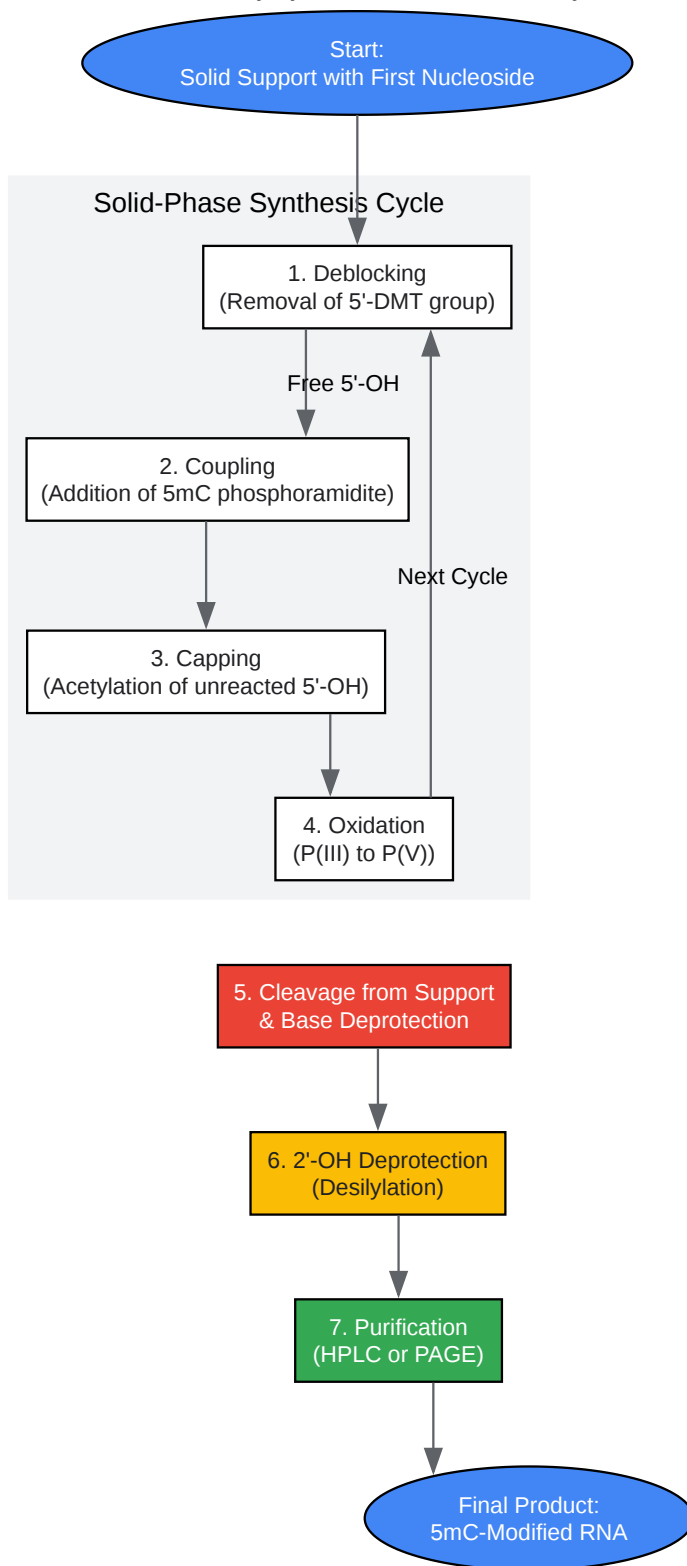 Start:
Solid Support with First Nucleoside
Solid-Phase Synthesis Cycle
1. Deblocking
(Removal of 5'-DMT group)
Free 5'-OH
2. Coupling
(Addition of 5mC phosphoramidite)
Next Cycle
3. Capping
(Acetylation of unreacted 5'-OH)
4. Oxidation
(P(III) to P(V))
5. Cleavage from Support
& Base Deprotection
6. 2'-OH Deprotection
(Desilylation)
7. Purification
(HPLC or PAGE)
Final Product:
5mC-Modified RNA